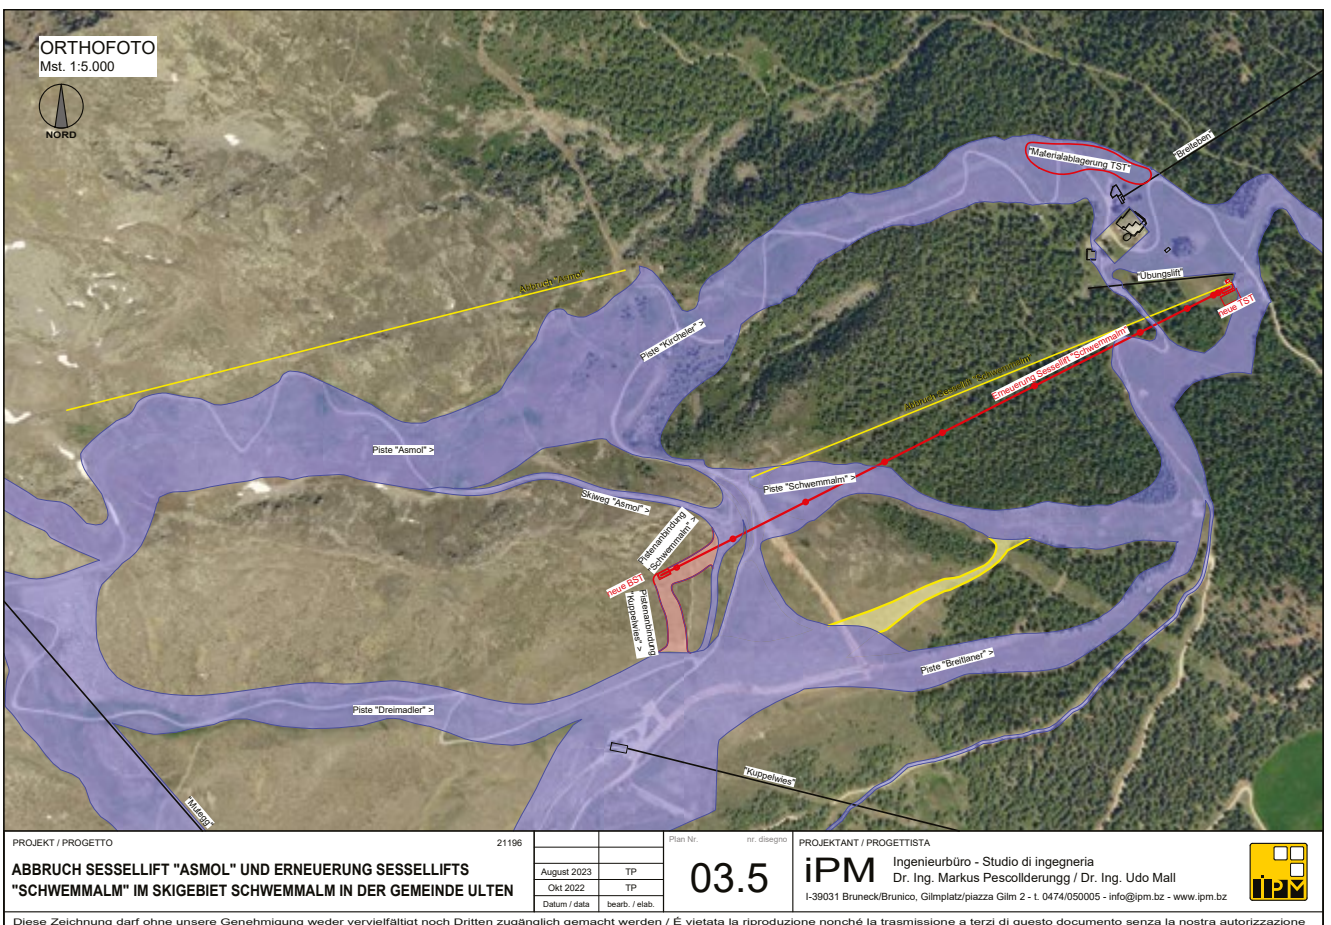 ORTHOFOTO
Mst. 1:5.000
NORD
"Breiteben"
"Materialablagerung TST"
"Übungslift"
neue TST
Abbruch "Asmol"
Piste "Kircheler" >
Erneuerung Sessellift "Schwemmalm"
Abbruch Sessellift "Schwemmalm"
Piste "Asmol" >
Piste "Schwemmalm" >
Skiweg "Asmol" >
Pistenanbindung
"Schwemmalm" >
neue BST
Pistenanbindung
"Kuppelwies" >
Piste "Breitlaner" >
Piste "Dreimadler" >
"Kuppelwies"
"Mutegg"
PROJEKT / PROGETTO
21196
ABBRUCH SESSELLIFT "ASMOL" UND ERNEUERUNG SESSELLIFTS
"SCHWEMMALM" IM SKIGEBIET SCHWEMMALM IN DER GEMEINDE ULTEN
August 2023 TP
Okt 2022 TP
Datum / data bearb. / elab.
Plan Nr. nr. disegno
03.5
PROJEKTANT / PROGETTISTA
iPM
Ingenieurbüro - Studio di ingegneria
Dr. Ing. Markus Pescollderungg / Dr. Ing. Udo Mall
I-39031 Bruneck/Brunico, Gilmplatz/piazza Gilm 2 - t. 0474/050005 - info@ipm.bz - www.ipm.bz
iPM
Diese Zeichnung darf ohne unsere Genehmigung weder vervielfältigt noch Dritten zugänglich gemacht werden / È vietata la riproduzione nonché la trasmissione a terzi di questo documento senza la nostra autorizzazione